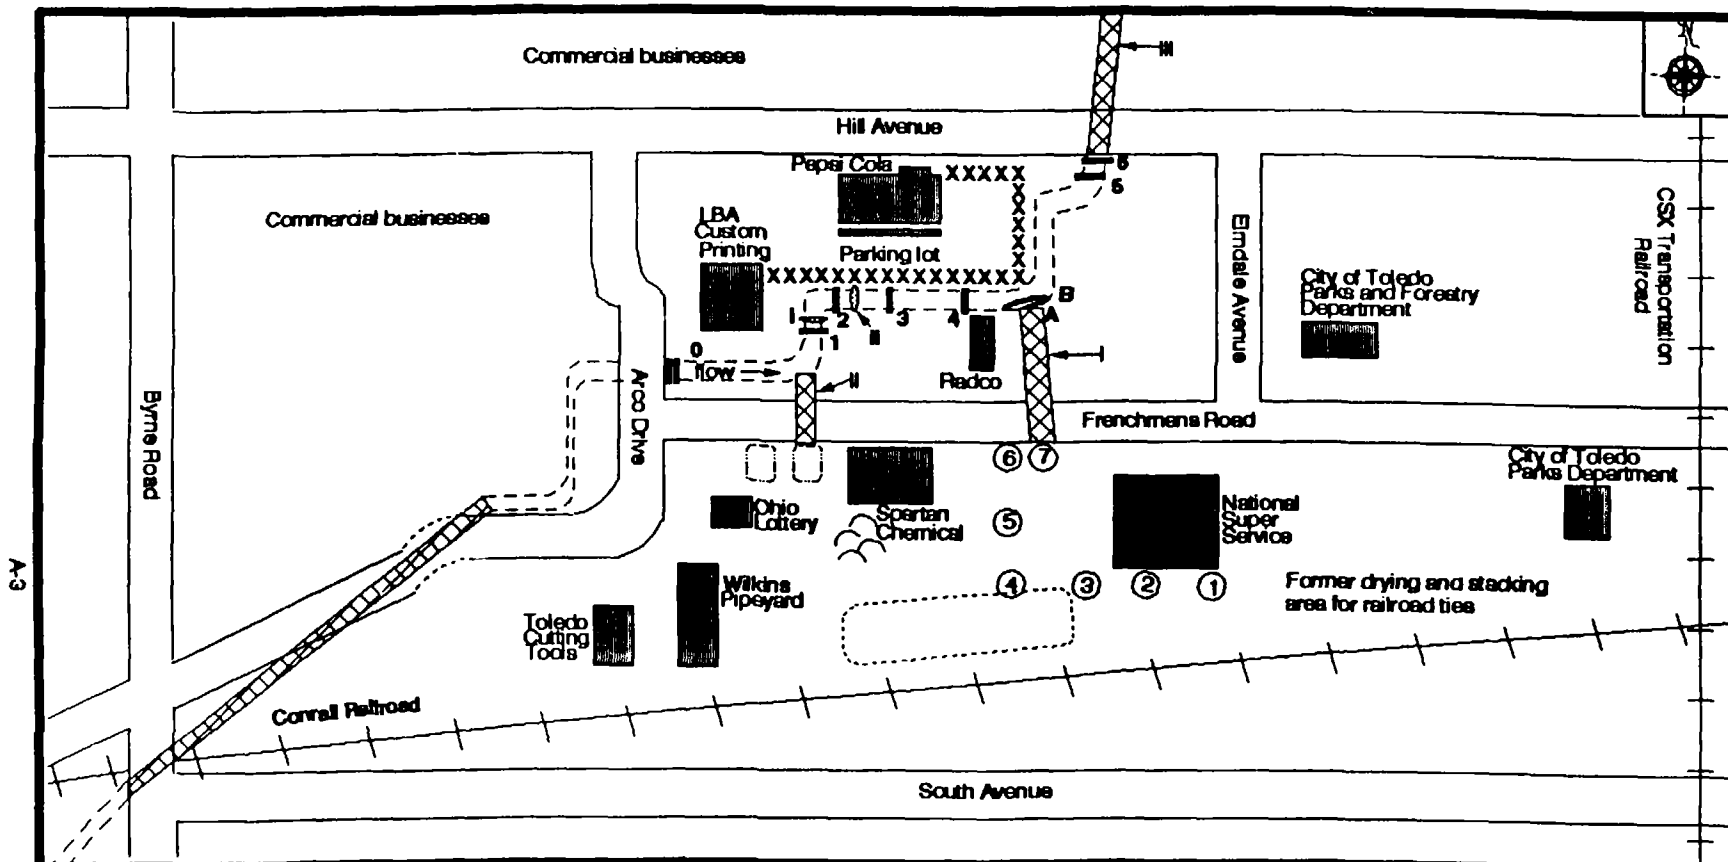 Commercial businesses
III
N
Hill Avenue
Pepsi Cola
6
5
Commercial businesses
LBA
Custom
Printing
Parking lot
XXXXX
XXXXXXXXXXXXXXX
Elmdale Avenue
CSX Transportation
Railroad
City of Toledo
Parks and Forestry
Department
B
A
I
2
II
3
4
1
0
flow
II
I
Radco
Arco Drive
Byrne Road
Frenchmens Road
6
7
City of Toledo
Parks Department
Ohio
Lottery
Spartan
Chemical
5
National
Super
Service
A-3
Wilkins
Pipeyard
4
3
2
1
Former drying and stacking
area for railroad ties
Toledo
Cutting
Tools
Conrail Railroad
South Avenue